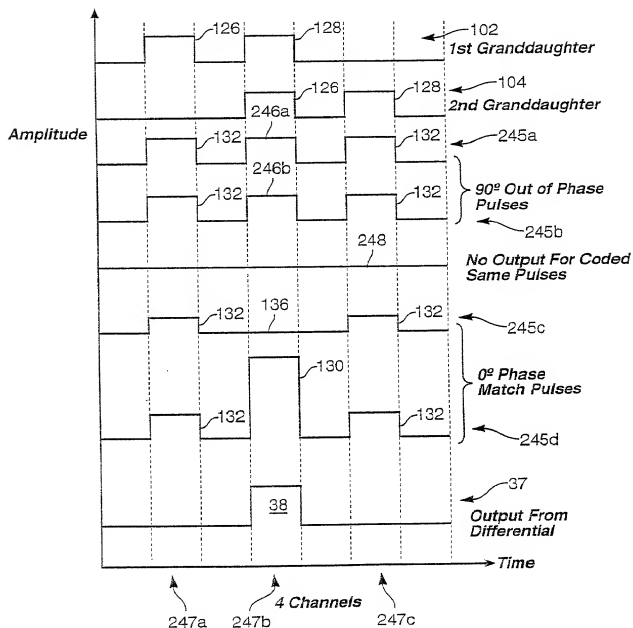 126
128
102
1st Granddaughter
104
126
128
2nd Granddaughter
Amplitude
246a
132
132
245a
246b
132
132
90º Out of Phase
Pulses
245b
248
No Output For Coded
Same Pulses
132
136
132
245c
130
0º Phase
Match Pulses
132
132
245d
37
38
Output From
Differential
Time
4 Channels
247a
247b
247c